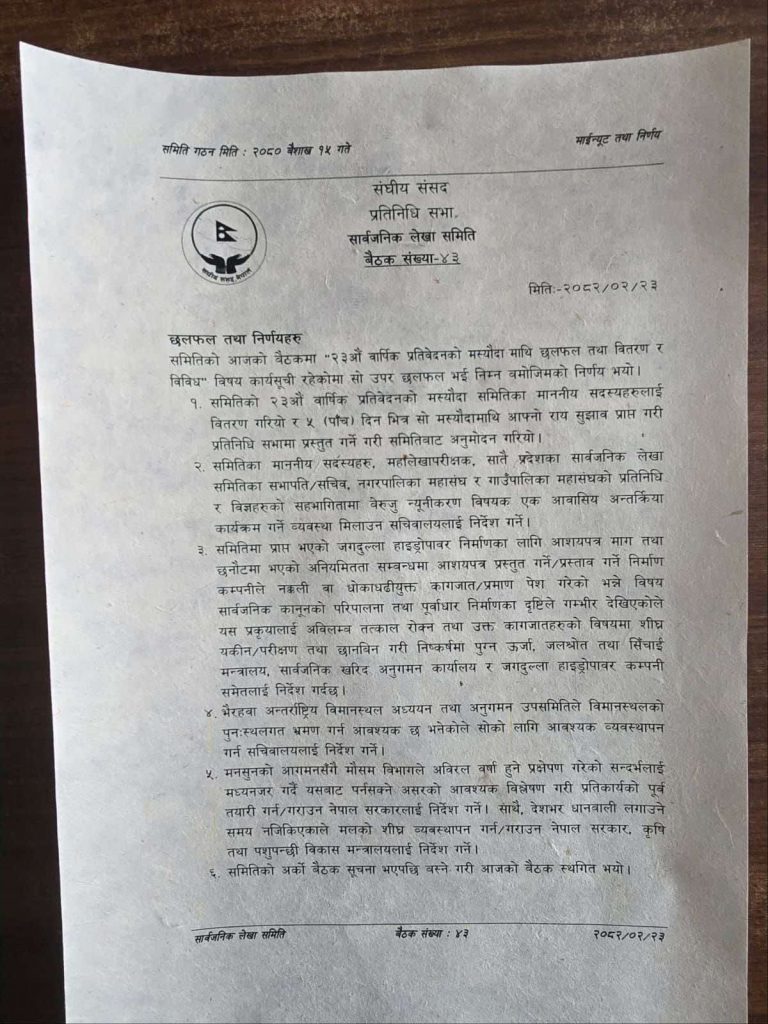 समिति गठन मिति : २०८० बैशाख १५ गते
माईन्यूट तथा निर्णय
संघीय संसद
प्रतिनिधि सभा
सार्वजनिक लेखा समिति
बैठक संख्या-४३
संघीय संसद नेपाल
मितिः-२०८२/०२/२३
छलफल तथा निर्णयहरु
समितिको आजको बैठकमा "२३औं वार्षिक प्रतिवेदनको मस्यौदा माथि छलफल तथा वितरण र
विविध" विषय कार्यसूची रहेकोमा सो उपर छलफल भई निम्न बमोजिमको निर्णय भयो।
१. समितिको २३औं वार्षिक प्रतिवेदनको मस्यौदा समितिका माननीय सदस्यहरुलाई
वितरण गरियो र ५ (पाँच) दिन भित्र सो मस्यौदामाथि आफ्नो राय सुझाव प्राप्त गरी
प्रतिनिधि सभामा प्रस्तुत गर्ने गरी समितिबाट अनुमोदन गरियो।
२. समितिका माननीय सदस्यहरु, महालेखापरीक्षक, सातै प्रदेशका सार्वजनिक लेखा
समितिका सभापति/सचिव, नगरपालिका महासंघ र गाउँपालिका महासंघको प्रतिनिधि
र विज्ञहरुको सहभागितामा बेरुजु न्यूनीकरण विषयक एक आवासिय अन्तर्क्रिया
कार्यक्रम गर्ने व्यवस्था मिलाउन सचिवालयलाई निर्देश गर्ने।
३. समितिमा प्राप्त भएको जगदुल्ला हाइड्रोपावर निर्माणका लागि आशयपत्र माग तथा
छनौटमा भएको अनियमितता सम्बन्धमा आशयपत्र प्रस्तुत गर्ने/प्रस्ताव गर्ने निर्माण
कम्पनीले नक्कली वा धोकाधढीयुक्त कागजात/प्रमाण पेश गरेको भन्ने विषय
सार्वजनिक कानूनको परिपालना तथा पूर्वाधार निर्माणका दृष्टिले गम्भीर देखिएकोले
यस प्रकृयालाई अविलम्ब तत्काल रोक्न तथा उक्त कागजातहरुको विषयमा शीघ्र
यकीन/परीक्षण तथा छानविन गरी निष्कर्षमा पुग्न ऊर्जा, जलश्रोत तथा सिँचाई
मन्त्रालय, सार्वजनिक खरिद अनुगमन कार्यालय र जगदुल्ला हाइड्रोपावर कम्पनी
समेतलाई निर्देश गर्दछ।
४. भैरहवा अन्तर्राष्ट्रिय विमानस्थल अध्ययन तथा अनुगमन उपसमितिले विमानस्थलको
पुनःस्थलगत भ्रमण गर्न आवश्यक छ भनेकोले सोको लागि आवश्यक व्यवस्थापन
गर्न सचिवालयलाई निर्देश गर्ने।
५. मनसुनको आगमनसँगै मौसम विभागले अविरल वर्षा हुने प्रक्षेपण गरेको सन्दर्भलाई
मध्यनजर गर्दै यसबाट पर्नसक्ने असरको आवश्यक विश्लेषण गरी प्रतिकार्यको पूर्व
तयारी गर्न/गराउन नेपाल सरकारलाई निर्देश गर्ने। साथै, देशभर धानवाली लगाउने
समय नजिकिएकाले मलको शीघ्र व्यवस्थापन गर्न/गराउन नेपाल सरकार, कृषि
तथा पशुपन्छी विकास मन्त्रालयलाई निर्देश गर्ने।
६. समितिको अर्को बैठक सूचना भएपछि बस्ने गरी आजको बैठक स्थगित भयो।
सार्वजनिक लेखा समिति
बैठक संख्या : ४३
२०८२/०२/२३